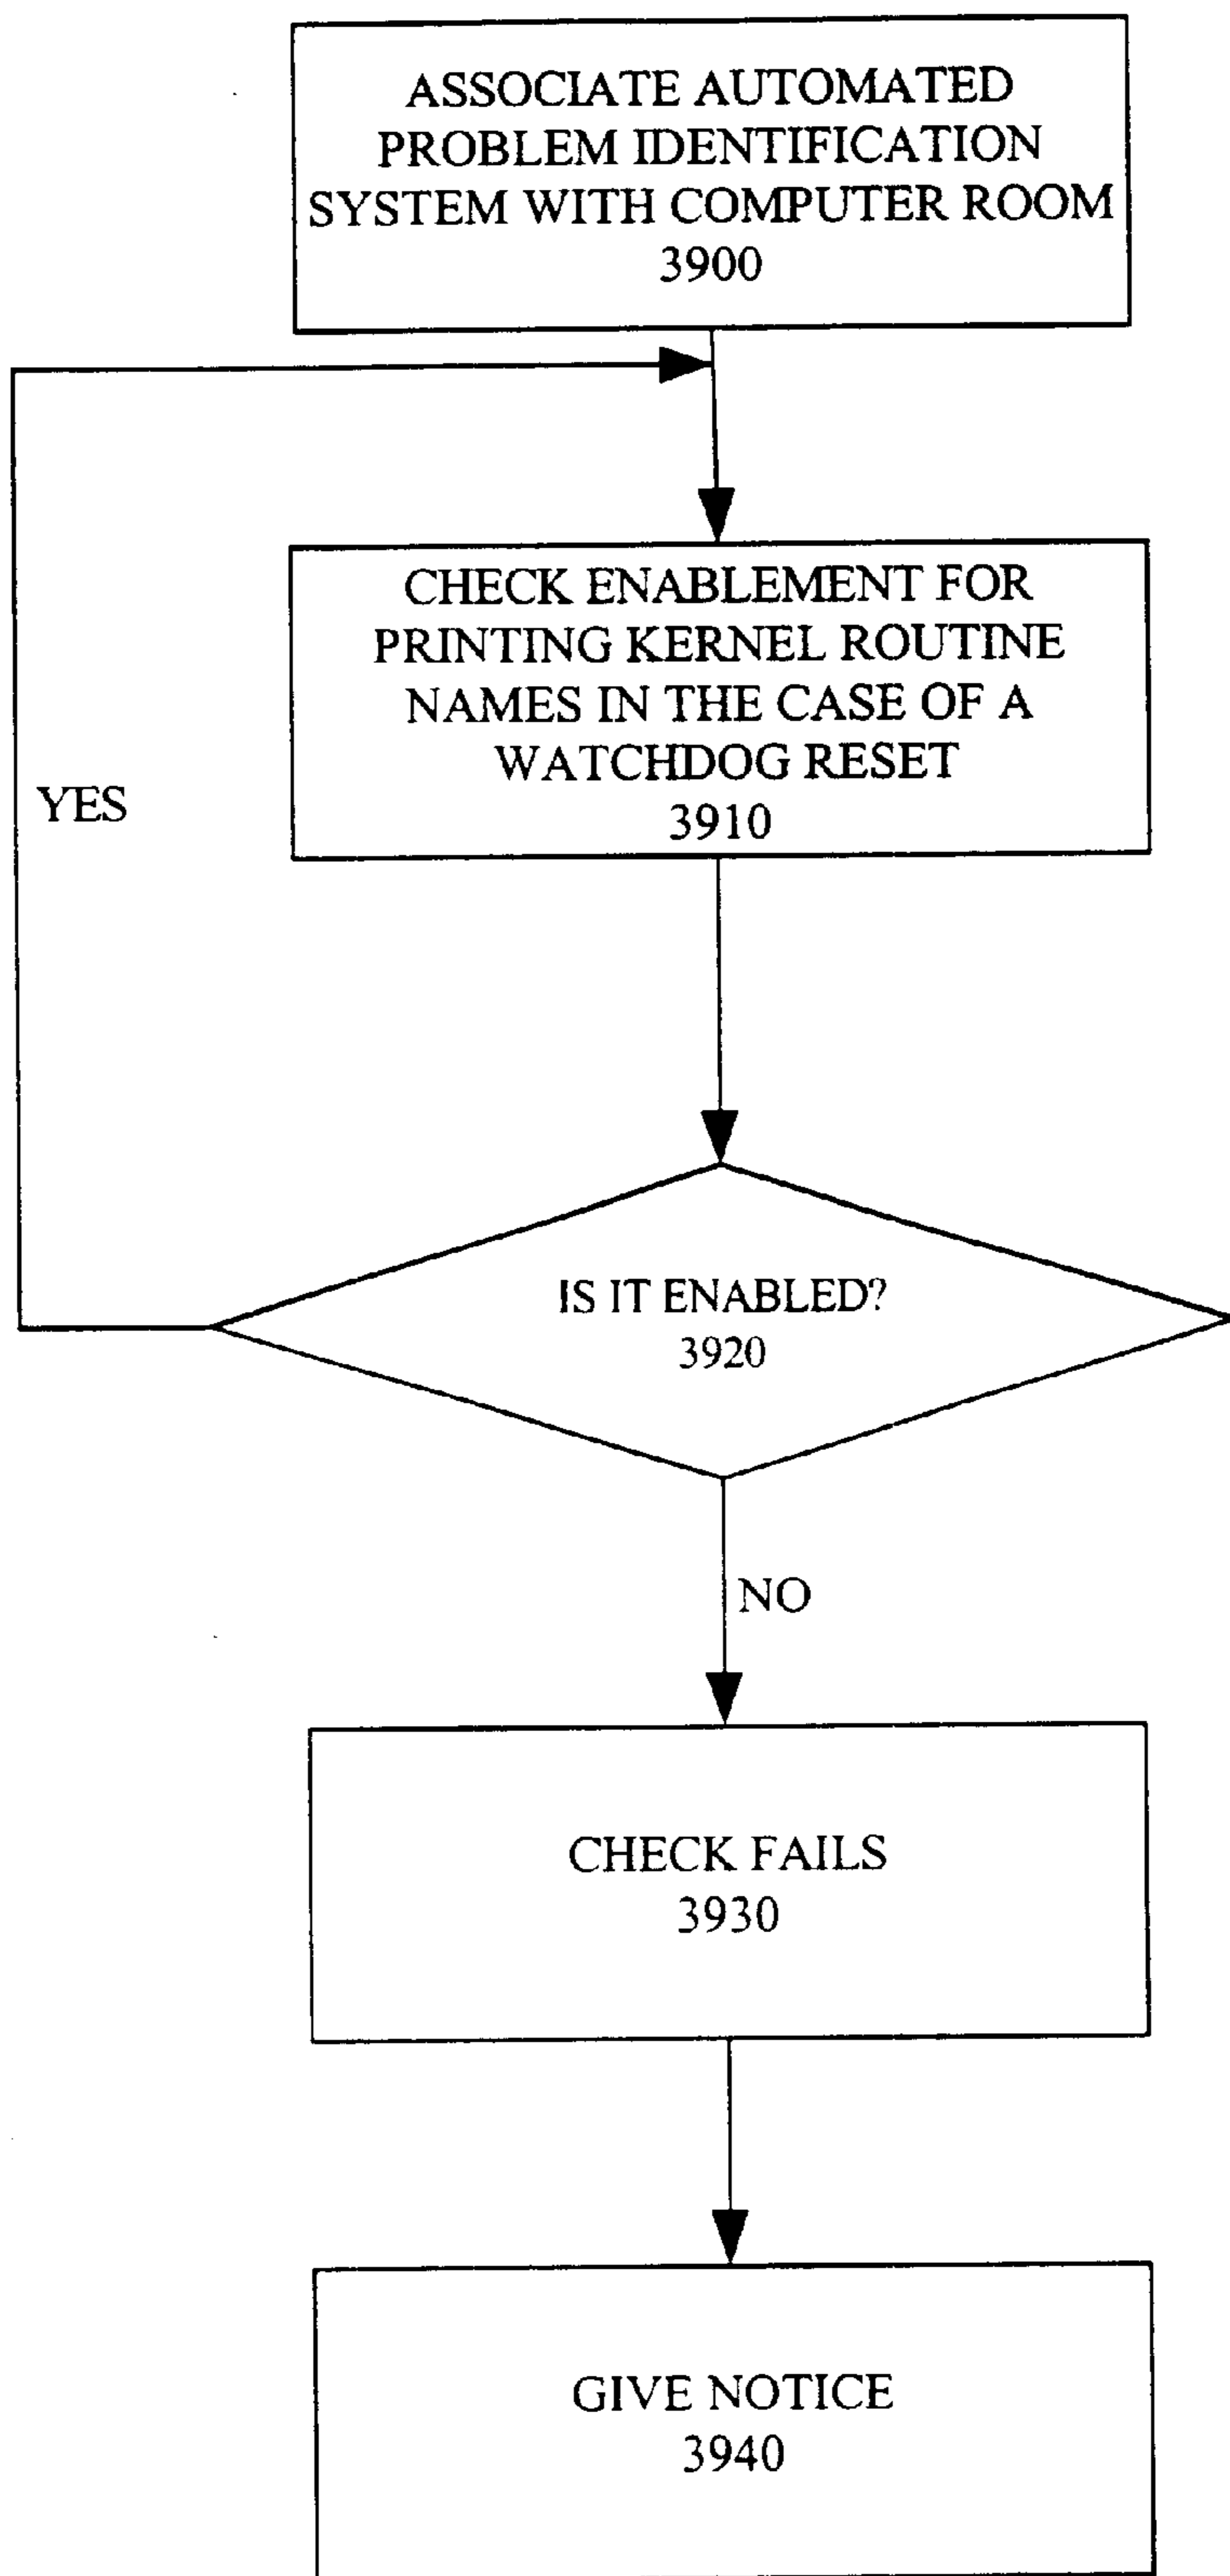 ASSOCIATE AUTOMATED
PROBLEM IDENTIFICATION
SYSTEM WITH COMPUTER ROOM
3900
CHECK ENABLEMENT FOR
PRINTING KERNEL ROUTINE
NAMES IN THE CASE OF A
WATCHDOG RESET
3910
YES
IS IT ENABLED?
3920
NO
CHECK FAILS
3930
GIVE NOTICE
3940